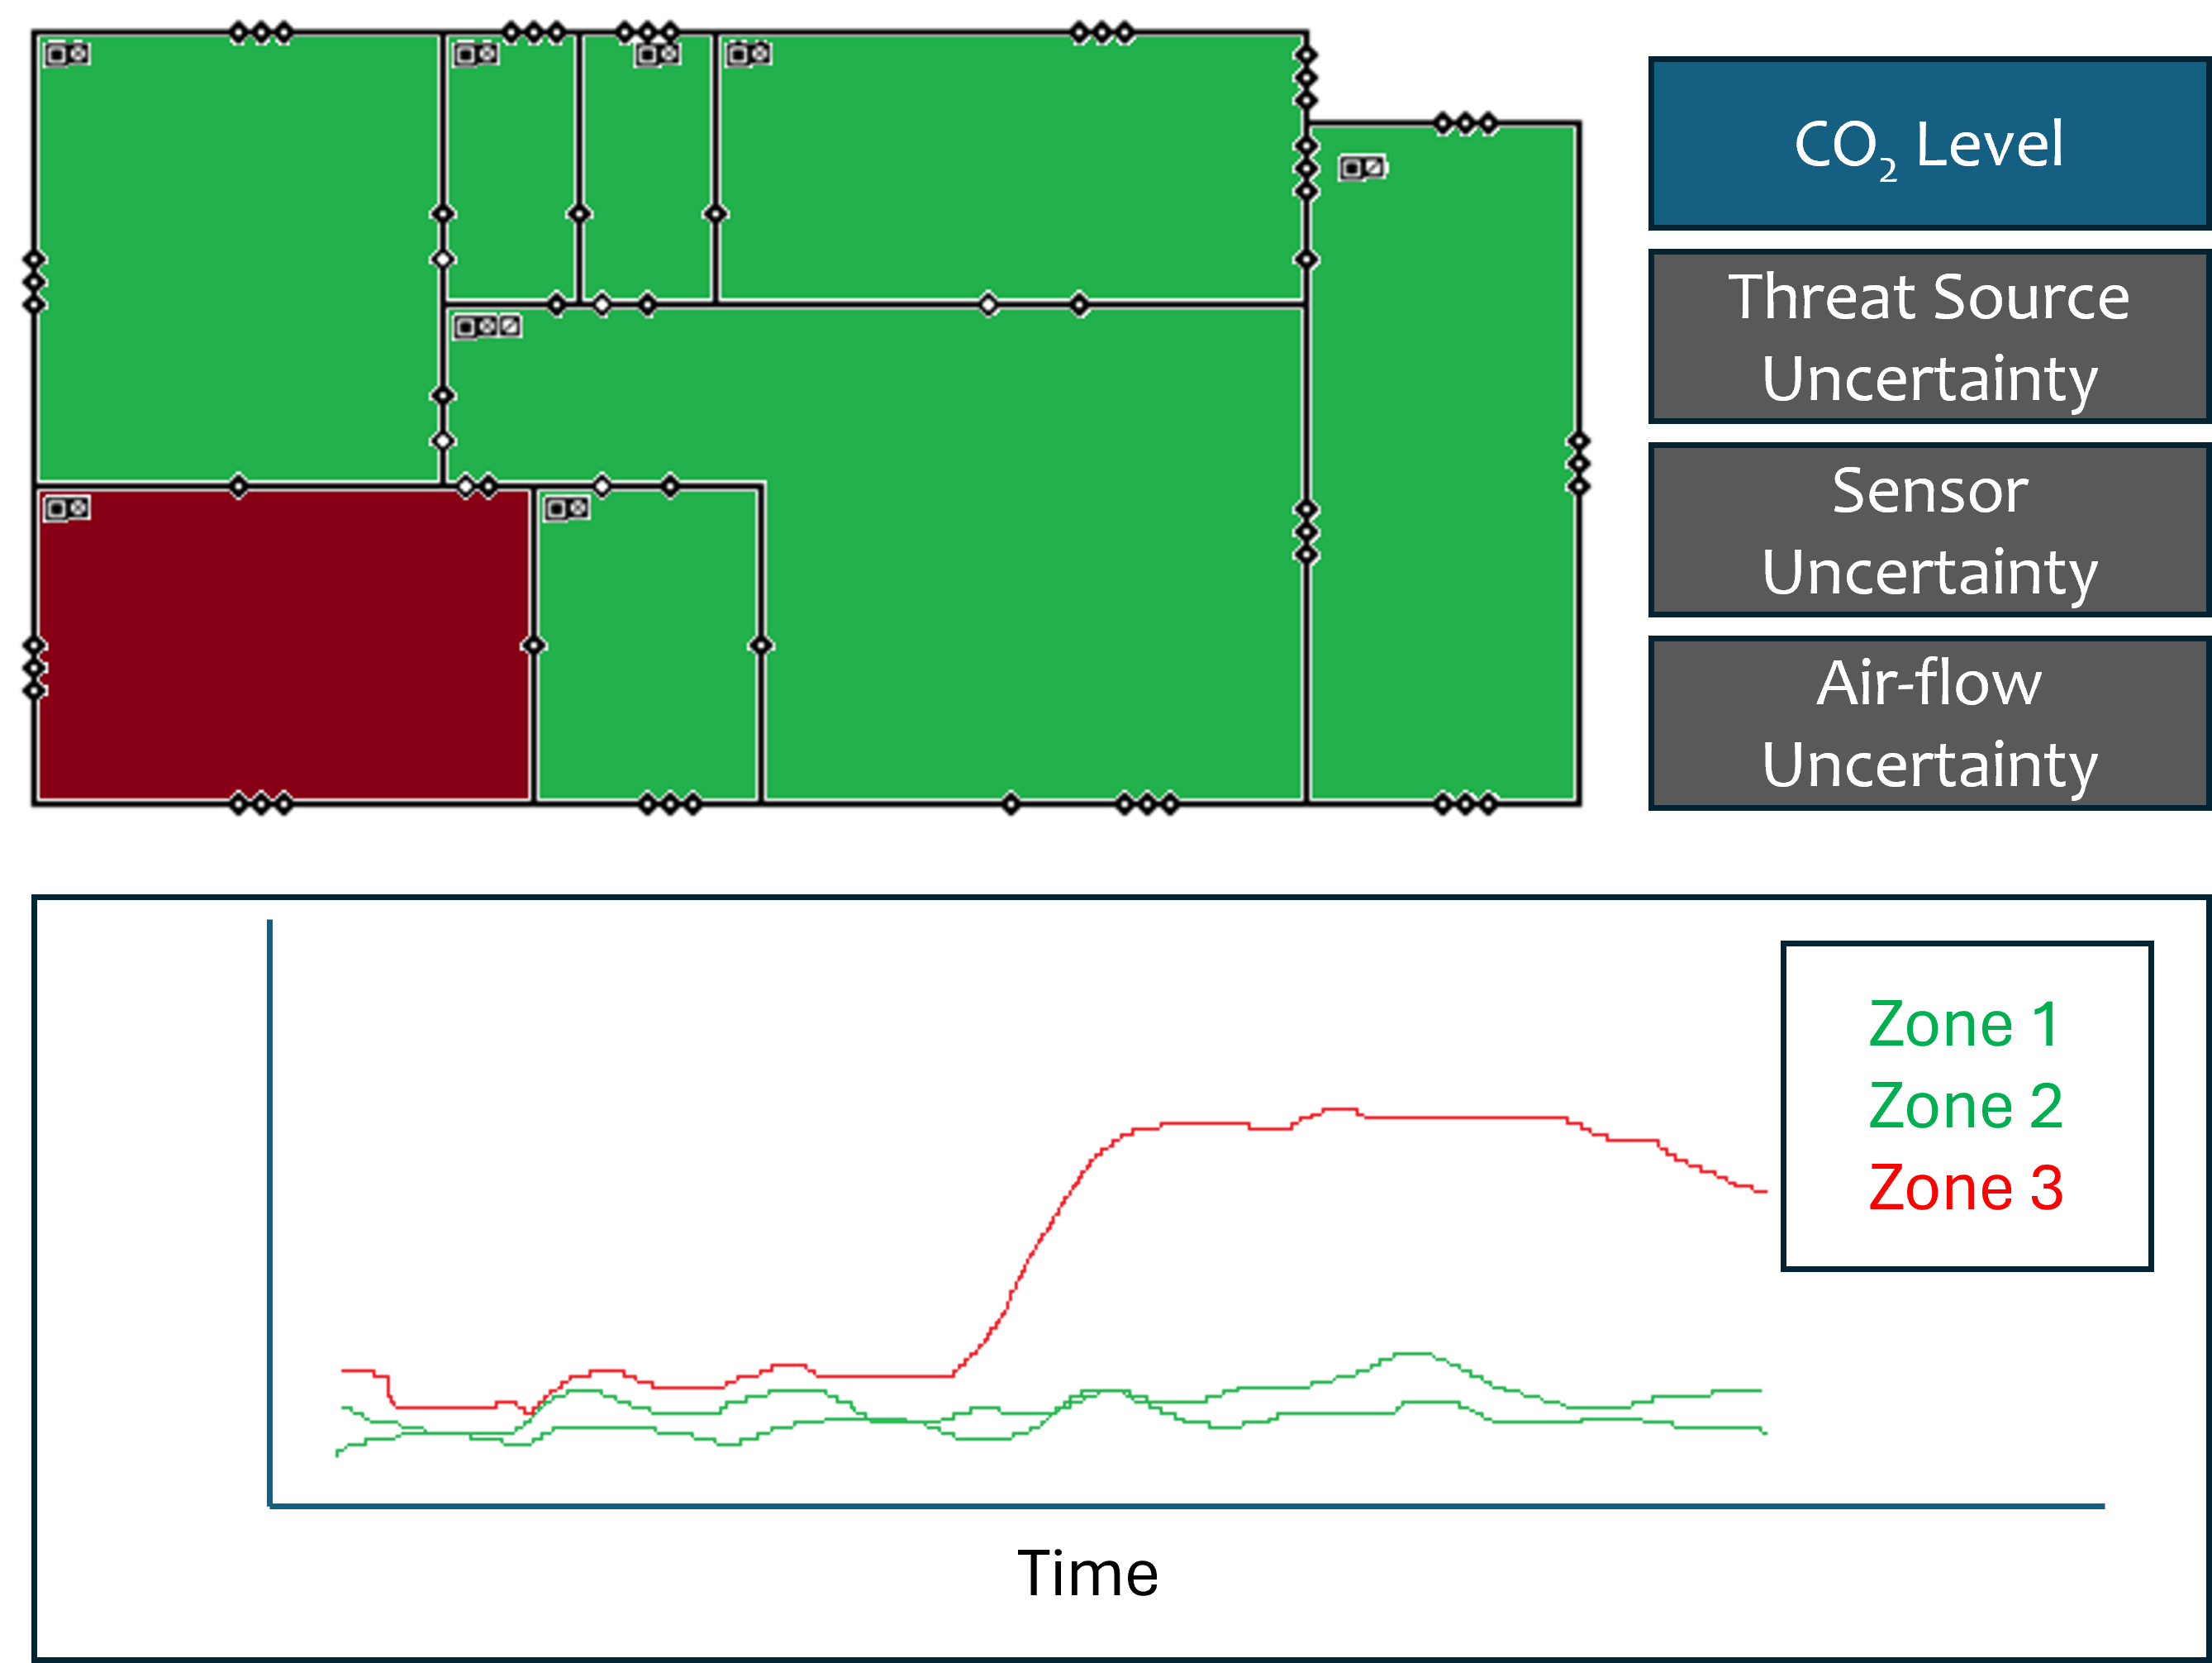 CO₂ Level
Threat Source
Uncertainty
Sensor
Uncertainty
Air-flow
Uncertainty
Zone 1
Zone 2
Zone 3
Time